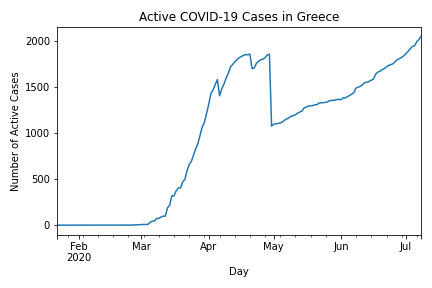 Active COVID-19 Cases in Greece
Number of Active Cases
2000
1500
1000
500
0
Feb Mar Apr May Jun Jul
2020
Day